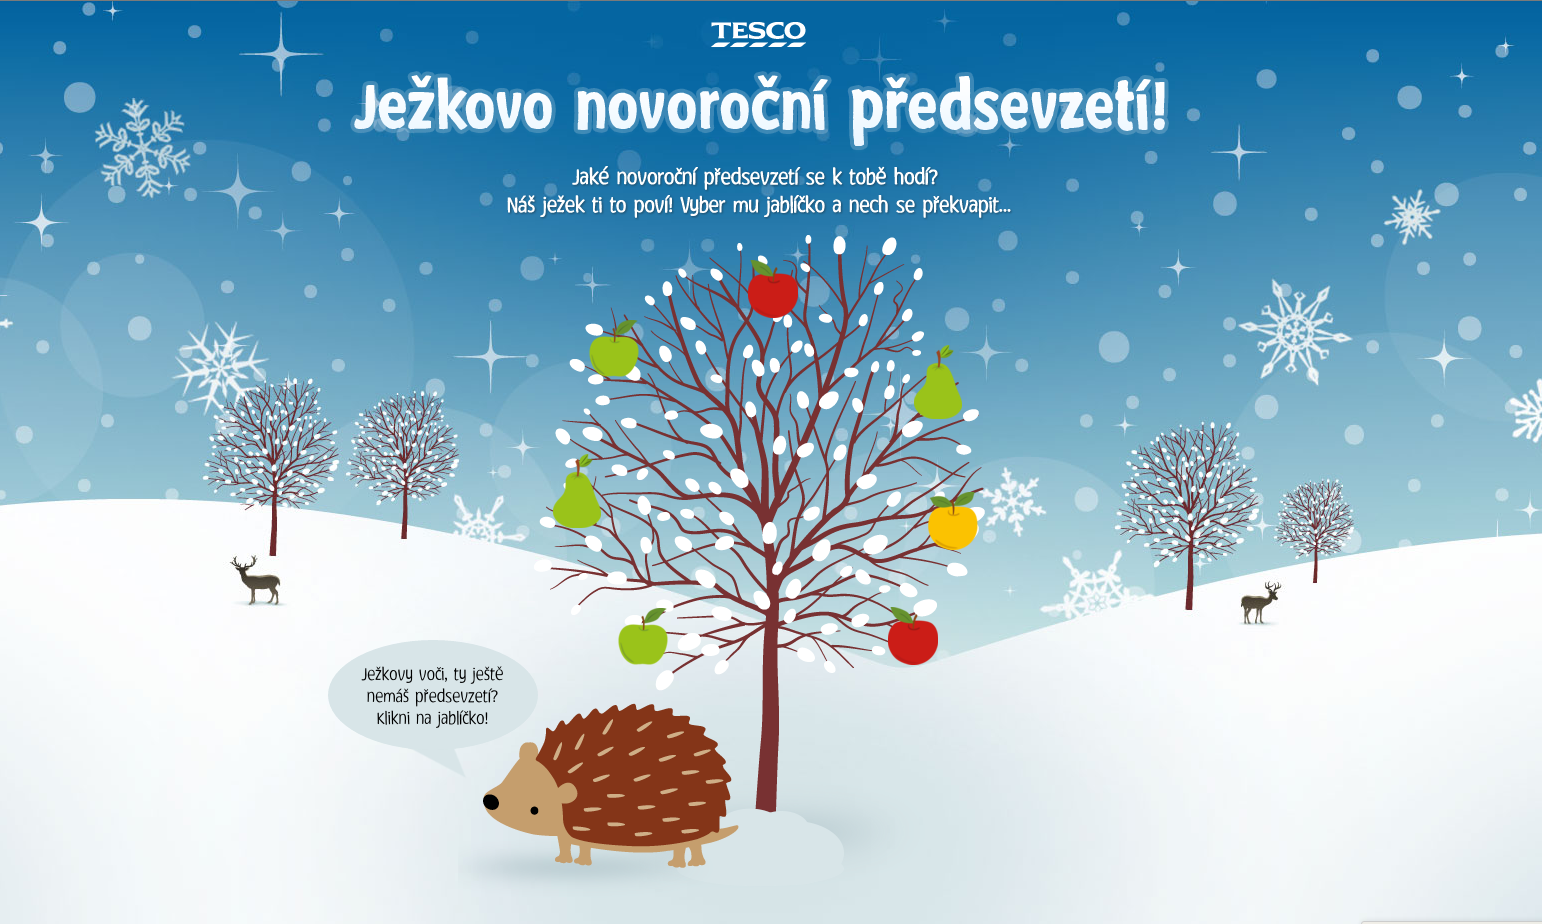 TESCO
Ježkovo novoroční předsevzetí!
Jaké novoroční předsevzetí se k tobě hodí?
Náš ježek ti to poví! Vyber mu jablíčko a nech se překvapit...
Ježkovy voči, ty ještě
nemáš předsevzetí?
Klikni na jablíčko!